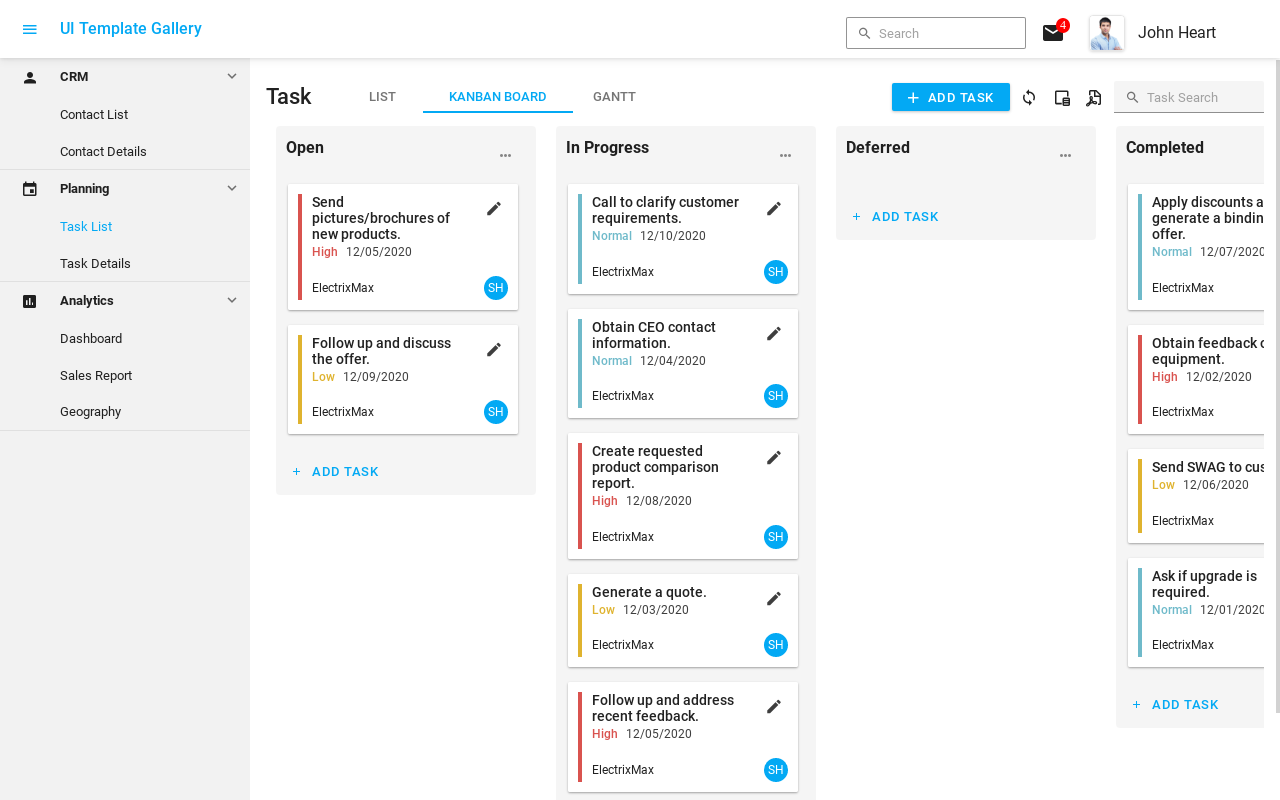 UI Template Gallery
Search
4
John Heart
CRM
Contact List
Contact Details
Planning
Task List
Task Details
Analytics
Dashboard
Sales Report
Geography
Task
LIST
KANBAN BOARD
GANTT
ADD TASK
Task Search
Open
Send
pictures/brochures of
new products.
High 12/05/2020
ElectrixMax
SH
Follow up and discuss
the offer.
Low 12/09/2020
ElectrixMax
SH
ADD TASK
In Progress
Call to clarify customer
requirements.
Normal 12/10/2020
ElectrixMax
SH
Obtain CEO contact
information.
Normal 12/04/2020
ElectrixMax
SH
Create requested
product comparison
report.
High 12/08/2020
ElectrixMax
SH
Generate a quote.
Low 12/03/2020
ElectrixMax
SH
Follow up and address
recent feedback.
High 12/05/2020
ElectrixMax
SH
Deferred
ADD TASK
Completed
Apply discounts a
generate a bindin
offer.
Normal 12/07/2020
ElectrixMax
Obtain feedback o
equipment.
High 12/02/2020
ElectrixMax
Send SWAG to cus
Low 12/06/2020
ElectrixMax
Ask if upgrade is
required.
Normal 12/01/2020
ElectrixMax
ADD TASK